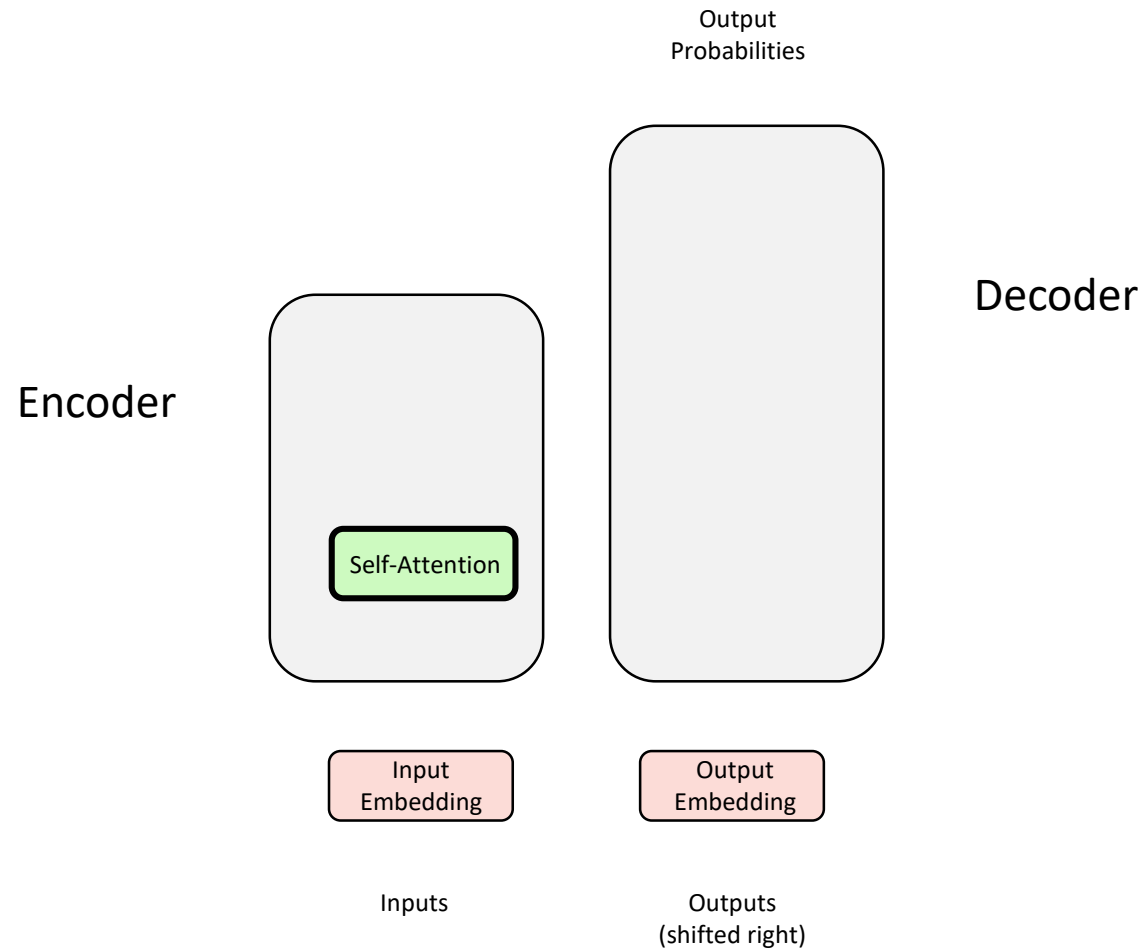 Output
Probabilities
Decoder
Encoder
Self-Attention
Input
Embedding
Output
Embedding
Inputs
Outputs
(shifted right)